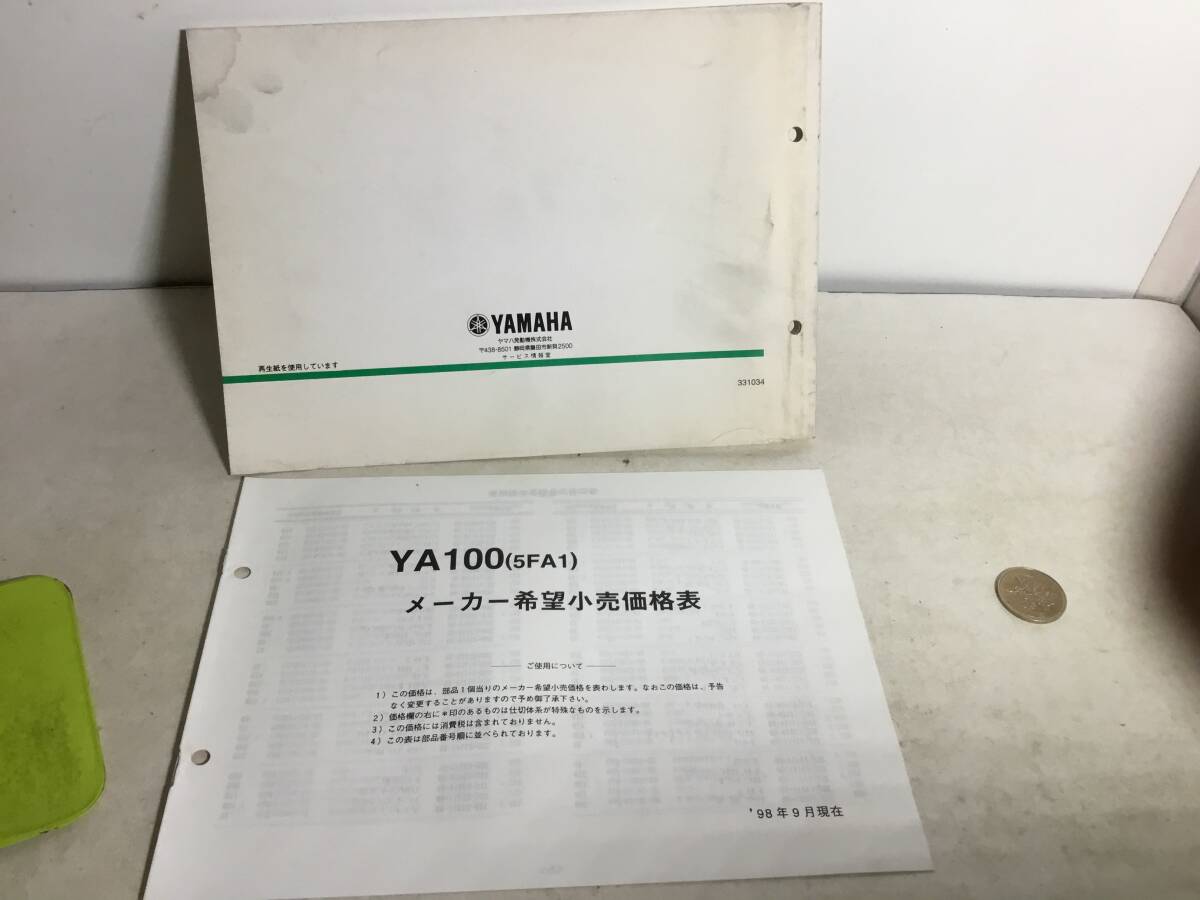 YAMAHA
ヤマハ発動機株式会社
〒438-8501 静岡県磐田市新貝2500
サービス情報室
再生紙を使用しています
331034
YA100(5FA1)
メーカー希望小売価格表
ご使用について
1) この価格は、部品1個当りのメーカー希望小売価格を表わします。なおこの価格は、予告
なく変更することがありますので予め御了承下さい。
2) 価格欄の右に＊印のあるものは仕切体系が特殊なものを示します。
3) この価格には消費税は含まれておりません。
4) この表は部品番号順に並べられております。
'98年9月現在